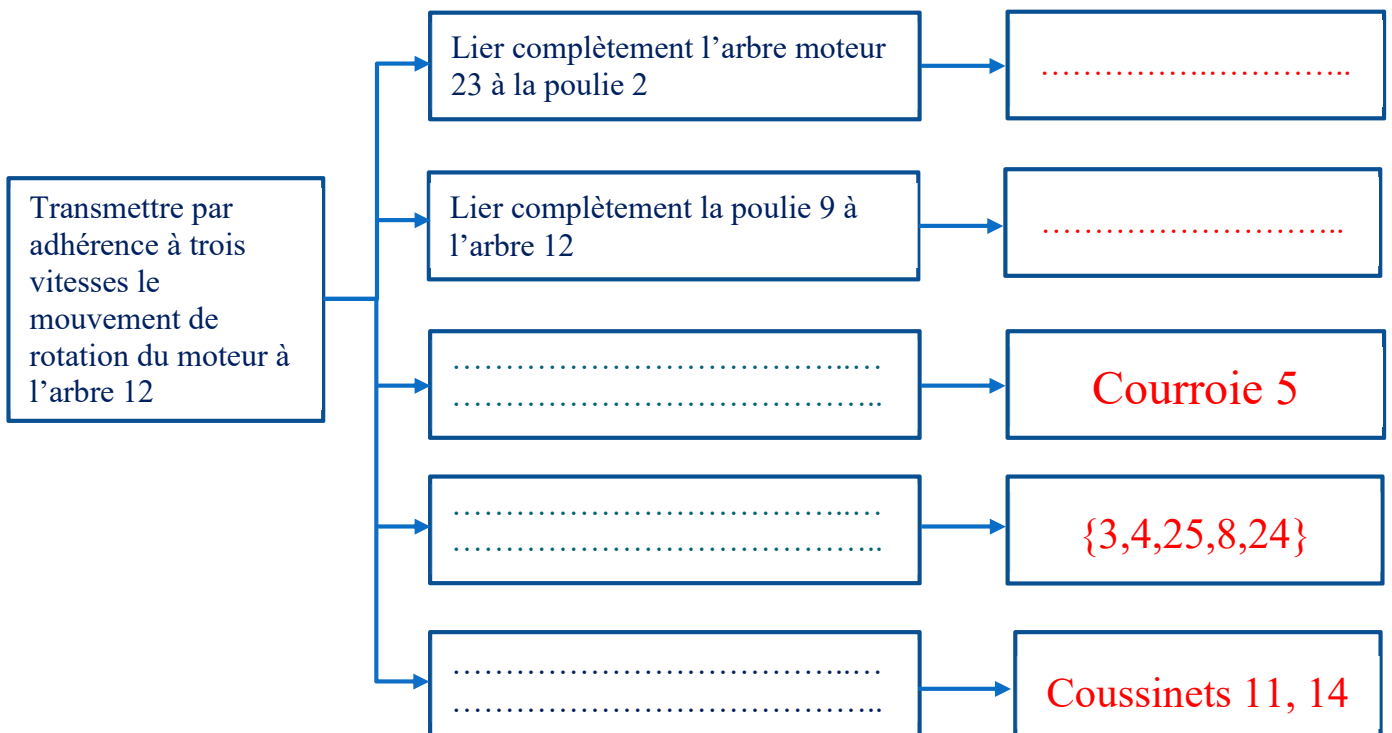 Lier complètement l’arbre moteur
23 à la poulie 2
…………….…………..
Transmettre par
adhérence à trois
vitesses le
mouvement de
rotation du moteur à
l’arbre 12
Lier complètement la poulie 9 à
l’arbre 12
………………………..
………………………………..…
…………………………………..
Courroie 5
………………………………..…
…………………………………..
{3,4,25,8,24}
………………………………..…
…………………………………..
Coussinets 11, 14